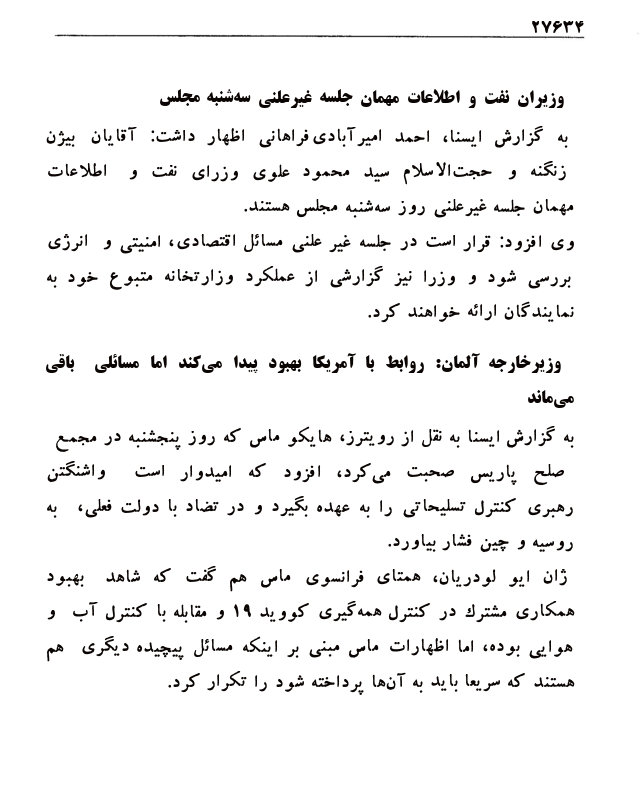 ۲۷۶۳۴
وزیران نفت و اطلاعات مهمان جلسه غیرعلنی سه‌شنبه مجلس
به گزارش ایسنا، احمد امیرآبادی‌فراهانی اظهار داشت: آقایان بیژن
زنگنه و حجت‌الاسلام سید محمود علوی وزرای نفت و اطلاعات
مهمان جلسه غیرعلنی روز سه‌شنبه مجلس هستند.
وی افزود: قرار است در جلسه غیر علنی مسائل اقتصادی، امنیتی و انرژی
بررسی شود و وزرا نیز گزارشی از عملکرد وزارتخانه متبوع خود به
نمایندگان ارائه خواهند کرد.
وزیرخارجه آلمان: روابط با آمریکا بهبود پیدا می‌کند اما مسائلی باقی
می‌ماند
به گزارش ایسنا به نقل از رویترز، هایکو ماس که روز پنجشنبه در مجمع
صلح پاریس صحبت می‌کرد، افزود که امیدوار است واشنگتن
رهبری کنترل تسلیحاتی را به عهده بگیرد و در تضاد با دولت فعلی، به
روسیه و چین فشار بیاورد.
ژان ایو لودریان، همتای فرانسوی ماس هم گفت که شاهد بهبود
همکاری مشترك در کنترل همه‌گیری کووید ۱۹ و مقابله با کنترل آب و
هوایی بوده، اما اظهارات ماس مبنی بر اینکه مسائل پیچیده دیگری هم
هستند که سریعا باید به آن‌ها پرداخته شود را تکرار کرد.